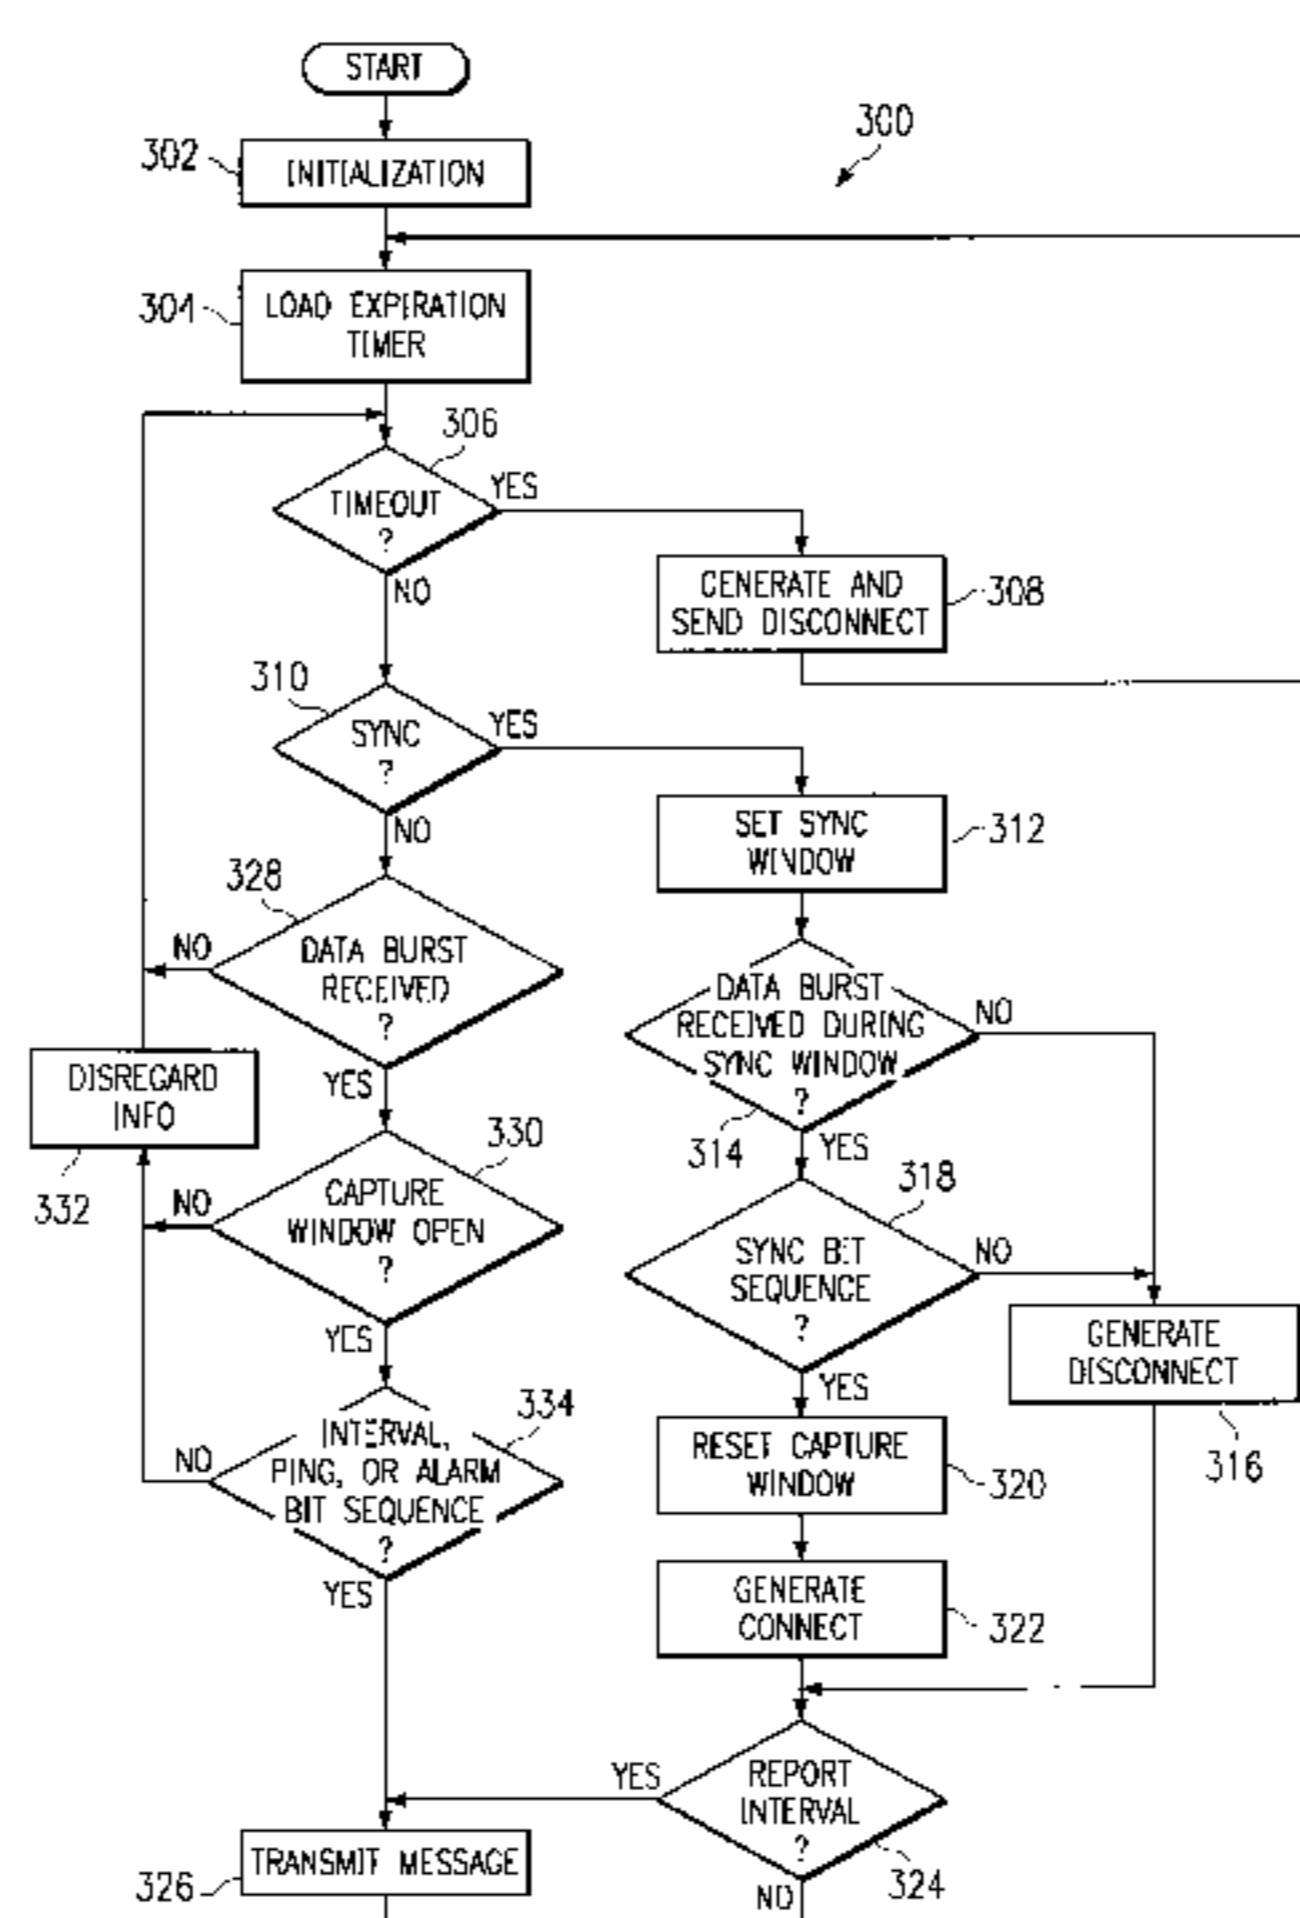 START
300
302
INITIALIZATION
304
LOAD EXPIRATION
TIMER
306
TIMEOUT
?
YES
NO
GENERATE AND
SEND DISCONNECT
308
310
SYNC
?
YES
NO
SET SYNC
WINDOW
312
328
DATA BURST
RECEIVED
?
NO
YES
DATA BURST
RECEIVED DURING
SYNC WINDOW
?
NO
314
YES
DISREGARD
INFO
332
330
CAPTURE
WINDOW OPEN
?
NO
YES
318
SYNC BIT
SEQUENCE
?
NO
YES
GENERATE
DISCONNECT
316
334
INTERVAL,
PING, OR ALARM
BIT SEQUENCE
?
NO
YES
RESET CAPTURE
WINDOW
320
GENERATE
CONNECT
322
REPORT
INTERVAL
?
YES
324
NO
TRANSMIT MESSAGE
326